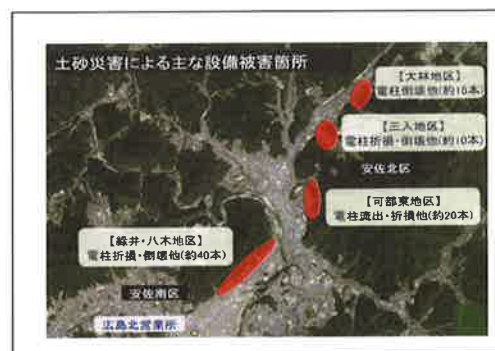 土砂災害による主な設備被害箇所
【大林地区】
電柱倒壊他(約10本)
【三入地区】
電柱折損・倒壊他(約10本)
安佐北区
【可部東地区】
電柱流出・折損他(約20本)
【緑井・八木地区】
電柱折損・倒壊他(約40本)
安佐南区
広島北営業所